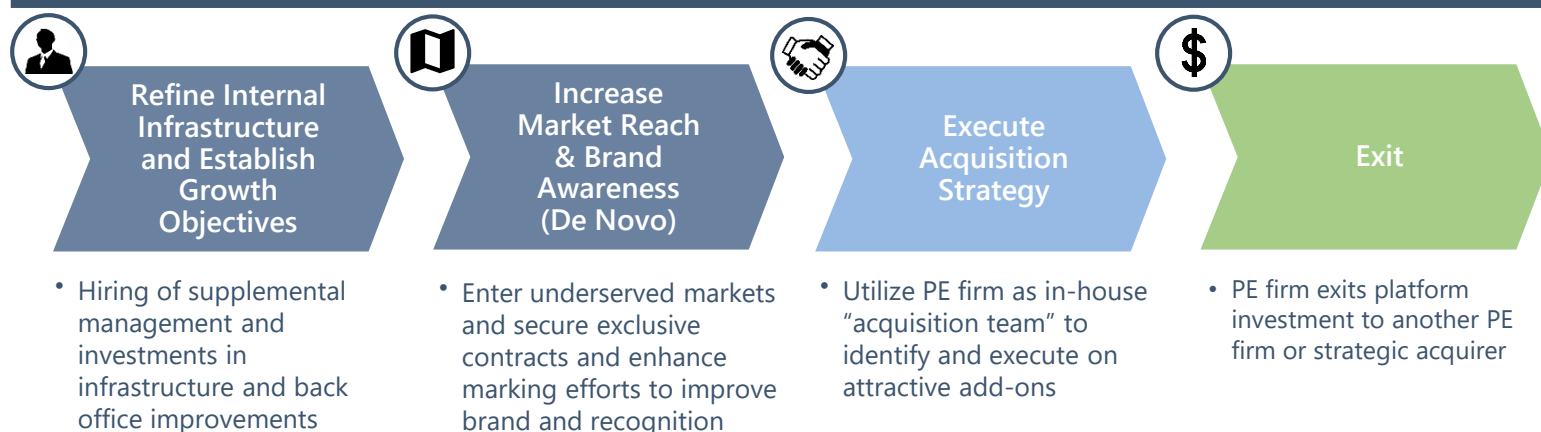 Refine Internal
Infrastructure
and Establish
Growth
Objectives
• Hiring of supplemental
management and
investments in
infrastructure and back
office improvements
Increase
Market Reach
& Brand
Awareness
(De Novo)
• Enter underserved markets
and secure exclusive
contracts and enhance
marking efforts to improve
brand and recognition
Execute
Acquisition
Strategy
• Utilize PE firm as in-house
“acquisition team” to
identify and execute on
attractive add-ons
$
Exit
• PE firm exits platform
investment to another PE
firm or strategic acquirer